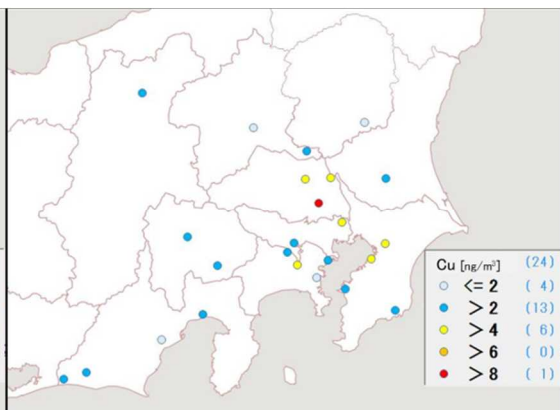 Cu [ng/m³] (24)
<= 2 ( 4)
> 2 (13)
> 4 ( 6)
> 6 ( 0)
> 8 ( 1)